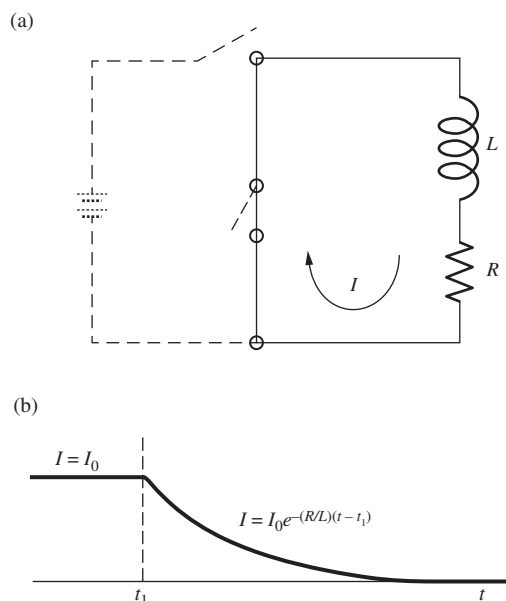 (a)
L
R
I
(b)
I = I₀
I = I₀e^{–(R/L)(t – t₁)}
t₁
t